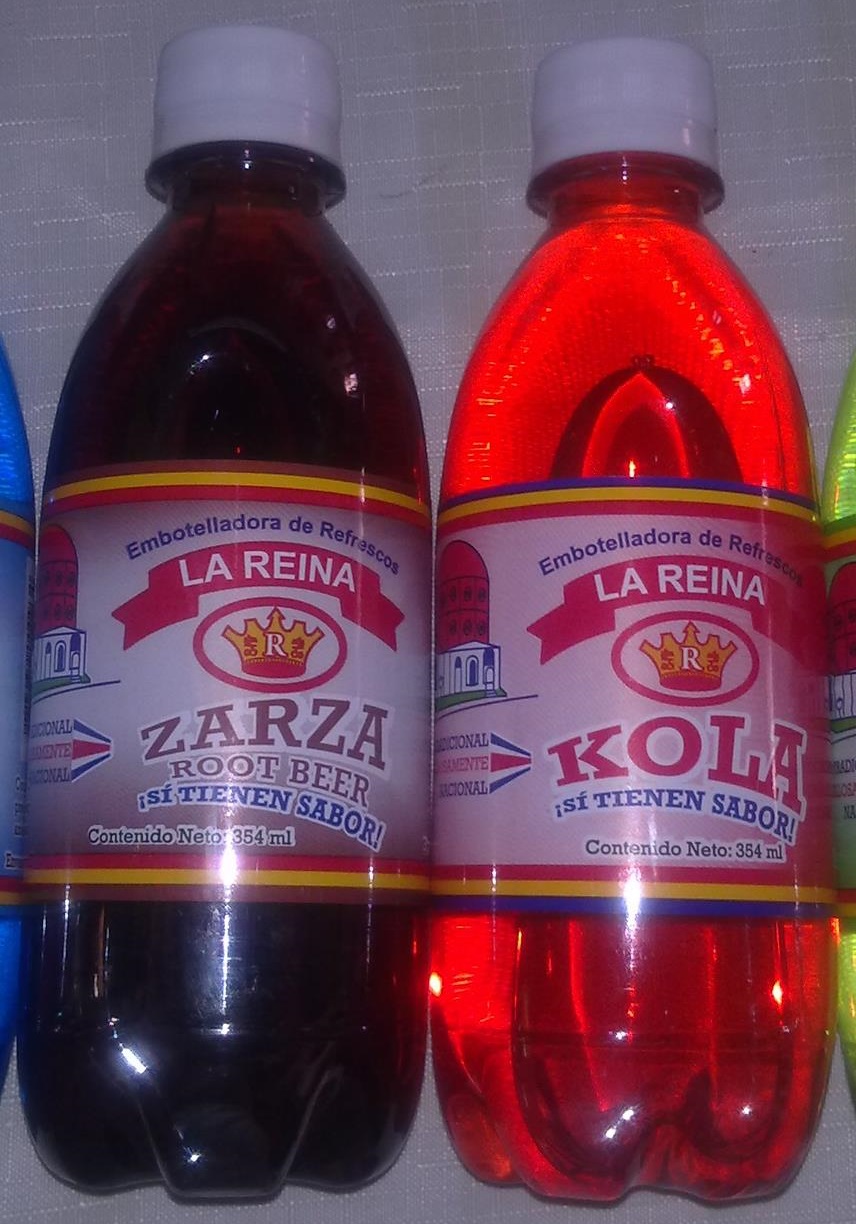 Embotelladora de Refrescos
LA REINA
R
ZARZA
ROOT BEER
¡SÍ TIENEN SABOR!
Contenido Neto: 354 ml
Embotelladora de Refrescos
LA REINA
R
KOLA
¡SÍ TIENEN SABOR!
Contenido Neto: 354 ml